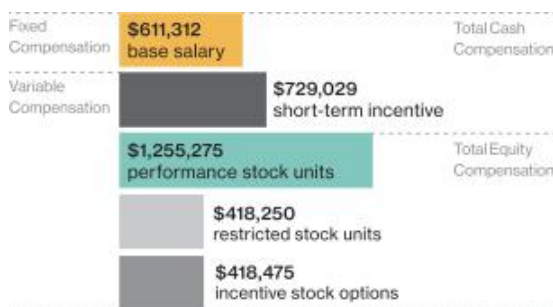 Fixed
Compensation
$611,312
base salary
Total Cash
Compensation
Variable
Compensation
$729,029
short-term incentive
$1,255,275
performance stock units
Total Equity
Compensation
$418,250
restricted stock units
$418,475
incentive stock options